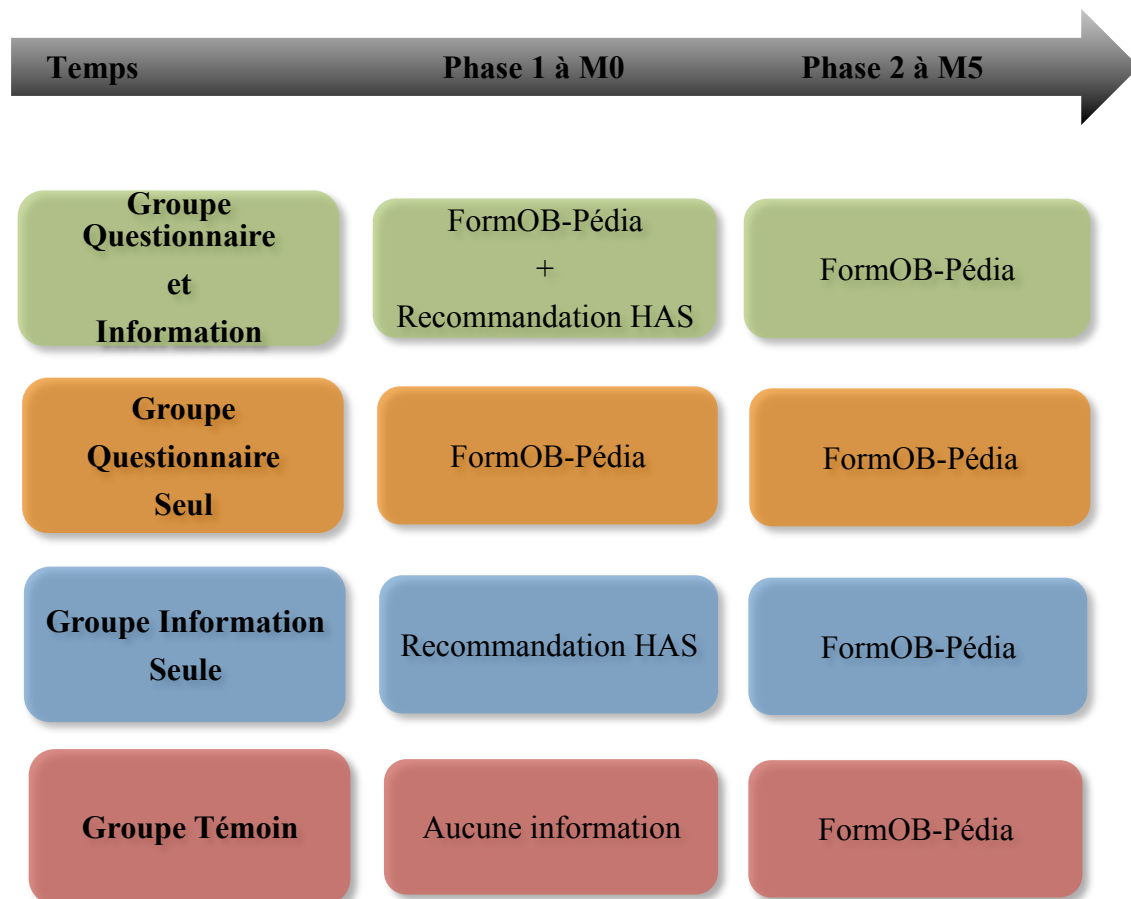 Temps Phase 1 à M0 Phase 2 à M5
Groupe
Questionnaire
et
Information
FormOB-Pédia
+
Recommandation HAS
FormOB-Pédia
Groupe
Questionnaire
Seul
FormOB-Pédia
FormOB-Pédia
Groupe Information
Seule
Recommandation HAS
FormOB-Pédia
Groupe Témoin
Aucune information
FormOB-Pédia